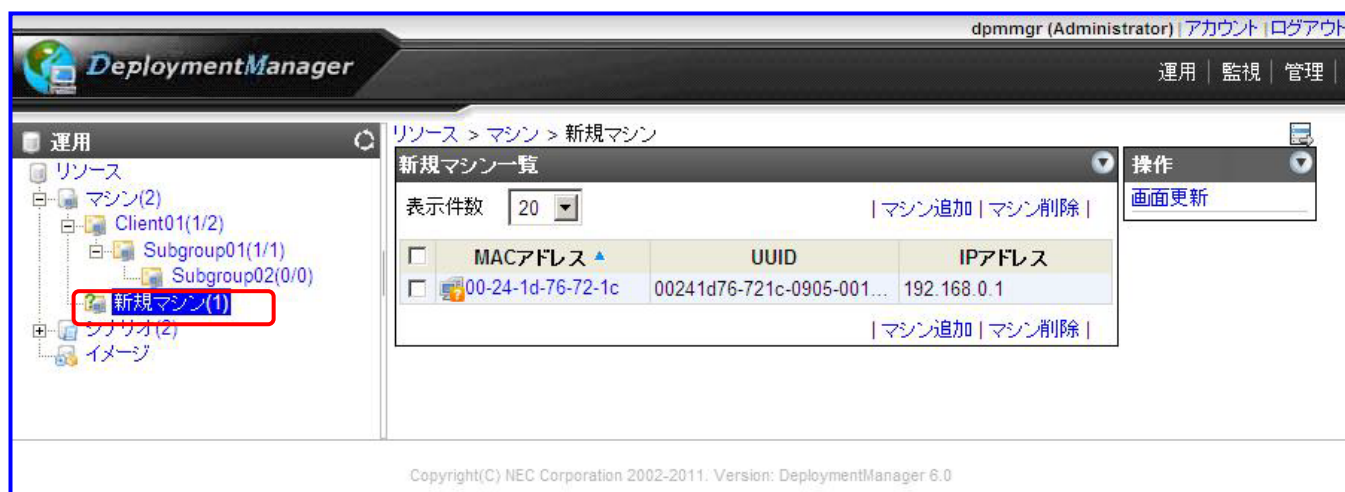 dpmmgr (Administrator) | アカウント | ログアウト
DeploymentManager
運用 | 監視 | 管理 |
運用
リソース
マシン(2)
Client01(1/2)
Subgroup01(1/1)
Subgroup02(0/0)
新規マシン(1)
シナリオ(2)
イメージ
リソース > マシン > 新規マシン
新規マシン一覧
表示件数 20 | マシン追加 | マシン削除 |
MACアドレス UUID IPアドレス
00-24-1d-76-72-1c 00241d76-721c-0905-001... 192.168.0.1
| マシン追加 | マシン削除 |
操作
画面更新
Copyright(C) NEC Corporation 2002-2011. Version: DeploymentManager 6.0